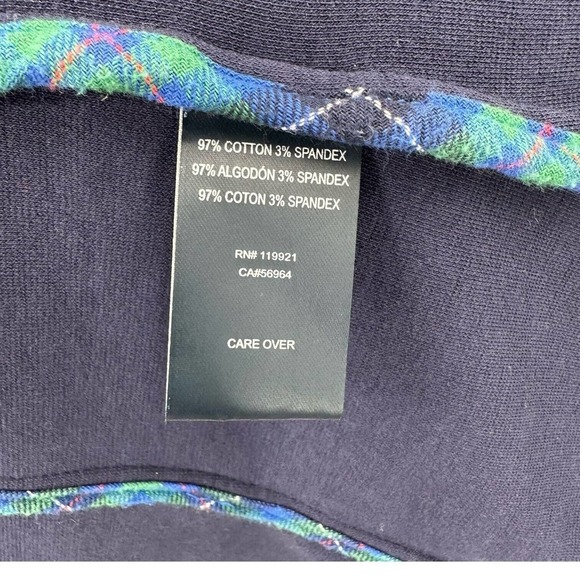 97% COTTON 3% SPANDEX
97% ALGODÓN 3% SPANDEX
97% COTON 3% SPANDEX
RN# 119921
CA#56964
CARE OVER